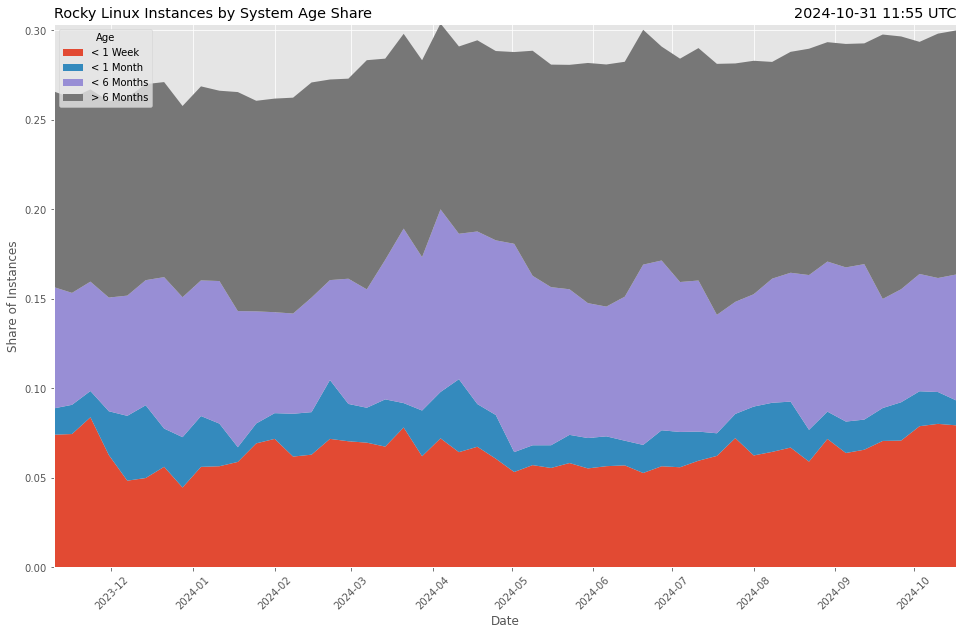 Rocky Linux Instances by System Age Share
2024-10-31 11:55 UTC
Age
< 1 Week
< 1 Month
< 6 Months
> 6 Months
0.30
0.25
0.20
0.15
0.10
0.05
0.00
Share of Instances
2023-12
2024-01
2024-02
2024-03
2024-04
2024-05
2024-06
2024-07
2024-08
2024-09
2024-10
Date